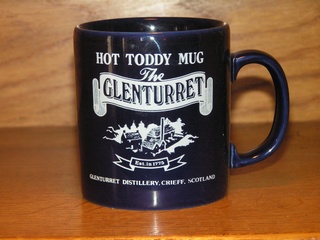 HOT TODDY MUG
The
GLENTURRET
Est. in 1775
GLENTURRET DISTILLERY, CRIEFF, SCOTLAND